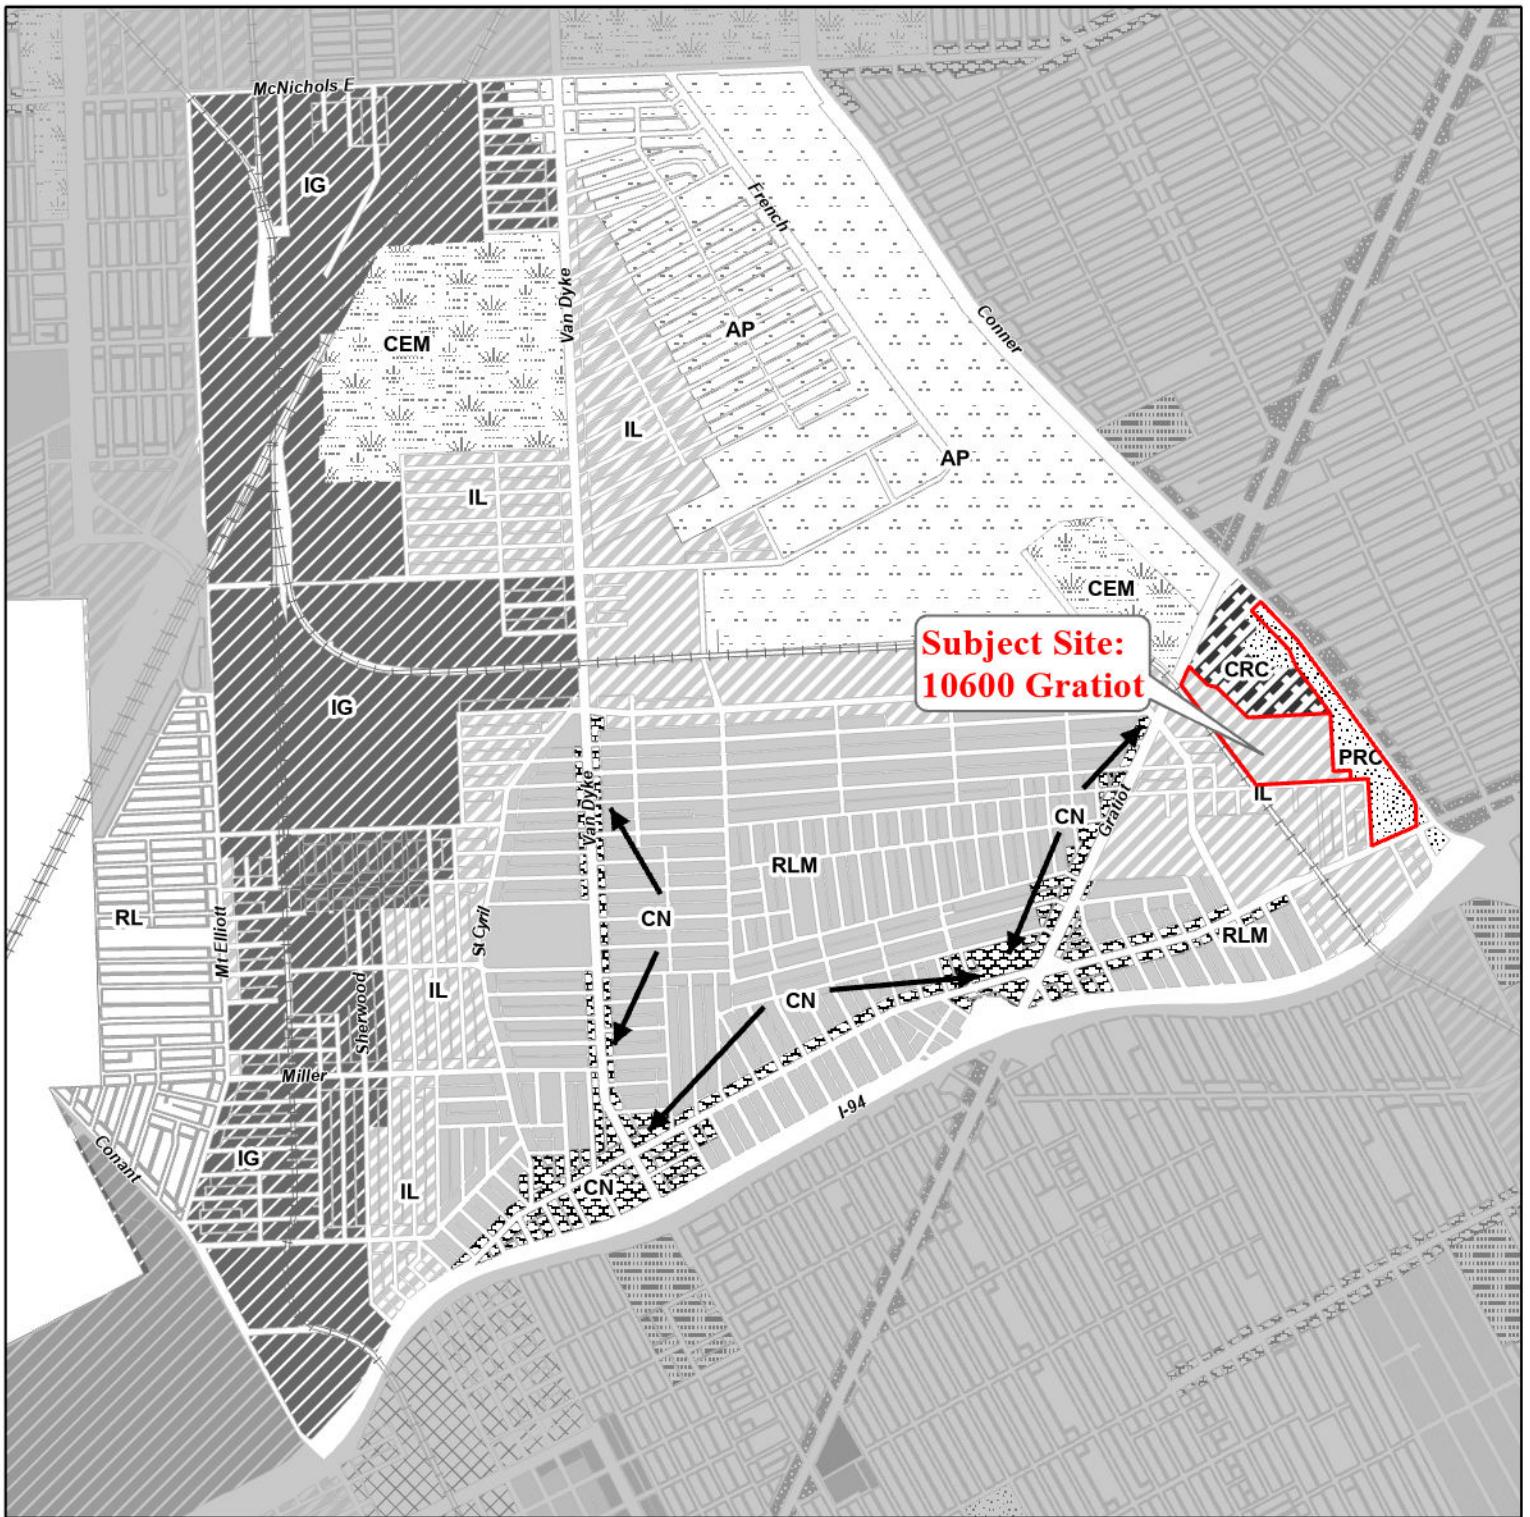 McNichols E
IG
French
Van Dyke
CEM
AP
Conner
IL
AP
IL
CEM
Subject Site:
10600 Gratiot
CRC
IG
PRC
Van Dyke
IL
Gratiot
CN
RLM
RL
CN
Mt Elliott
St Cyril
RLM
IL
CN
Sherwood
Miller
I-94
Conant
IG
IL
CN